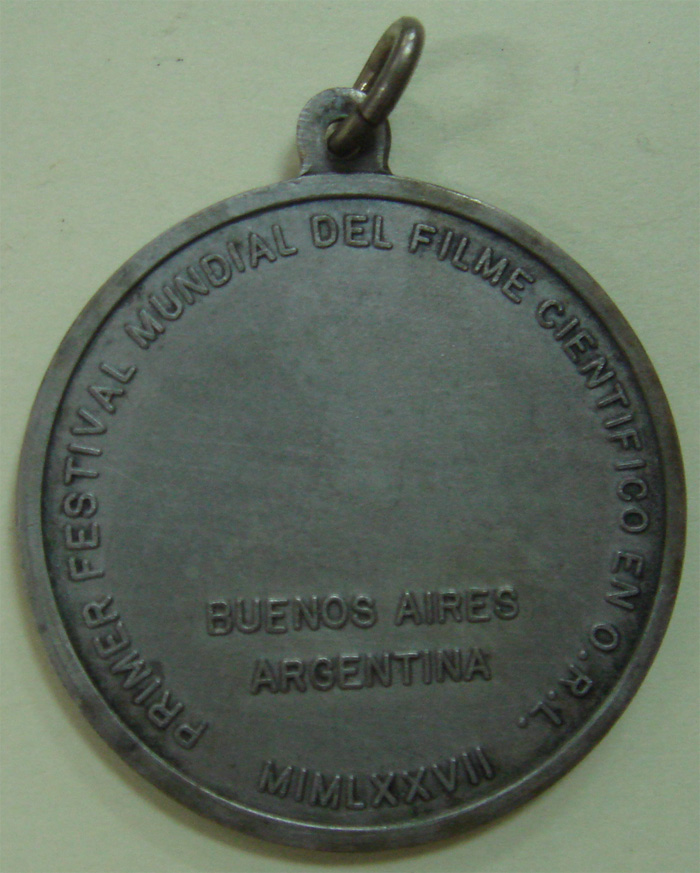 PRIMER FESTIVAL MUNDIAL DEL FILME CIENTIFICO EN O.R.L.
BUENOS AIRES
ARGENTINA
MIMLXXVII